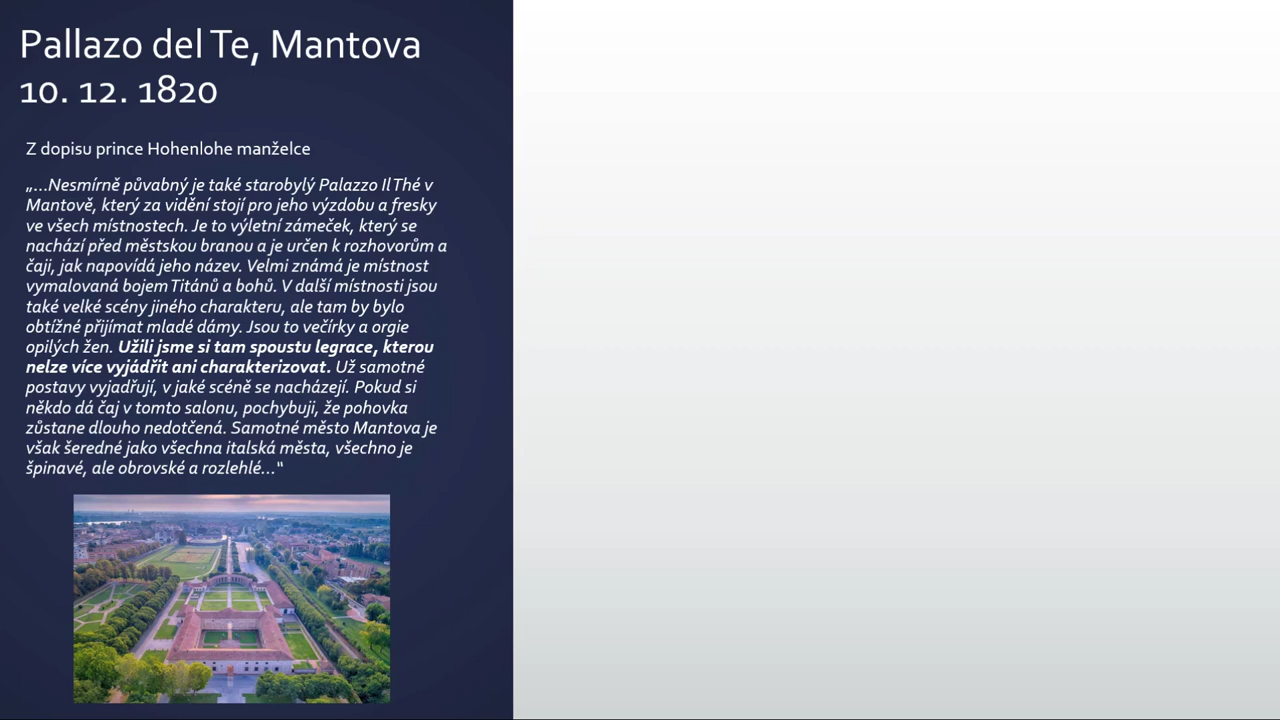 Pallazo del Te, Mantova
10. 12. 1820
Z dopisu prince Hohenlohe manželce
„...Nesmírně půvabný je také starobylý Palazzo Il Thé v
Mantově, který za vidění stojí pro jeho výzdobu a fresky
ve všech místnostech. Je to výletní zámeček, který se
nachází před městskou branou a je určen k rozhovorům a
čaji, jak napovídá jeho název. Velmi známá je místnost
vymalovaná bojem Titánů a bohů. V další místnosti jsou
také velké scény jiného charakteru, ale tam by bylo
obtížné přijímat mladé dámy. Jsou to večírky a orgie
opilých žen. Užili jsme si tam spoustu legrace, kterou
nelze více vyjádřit ani charakterizovat. Už samotné
postavy vyjadřují, v jaké scéně se nacházejí. Pokud si
někdo dá čaj v tomto salonu, pochybuji, že pohovka
zůstane dlouho nedotčená. Samotné město Mantova je
však šeredné jako všechna italská města, všechno je
špinavé, ale obrovské a rozlehlé...“